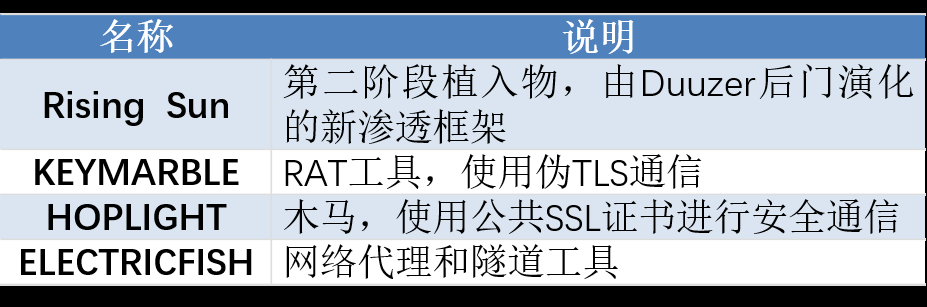 名称 说明
Rising Sun 第二阶段植入物，由Duuzer后门演化
的新渗透框架
KEYMARBLE RAT工具，使用伪TLS通信
HOPLIGHT 木马，使用公共SSL证书进行安全通信
ELECTRICFISH 网络代理和隧道工具